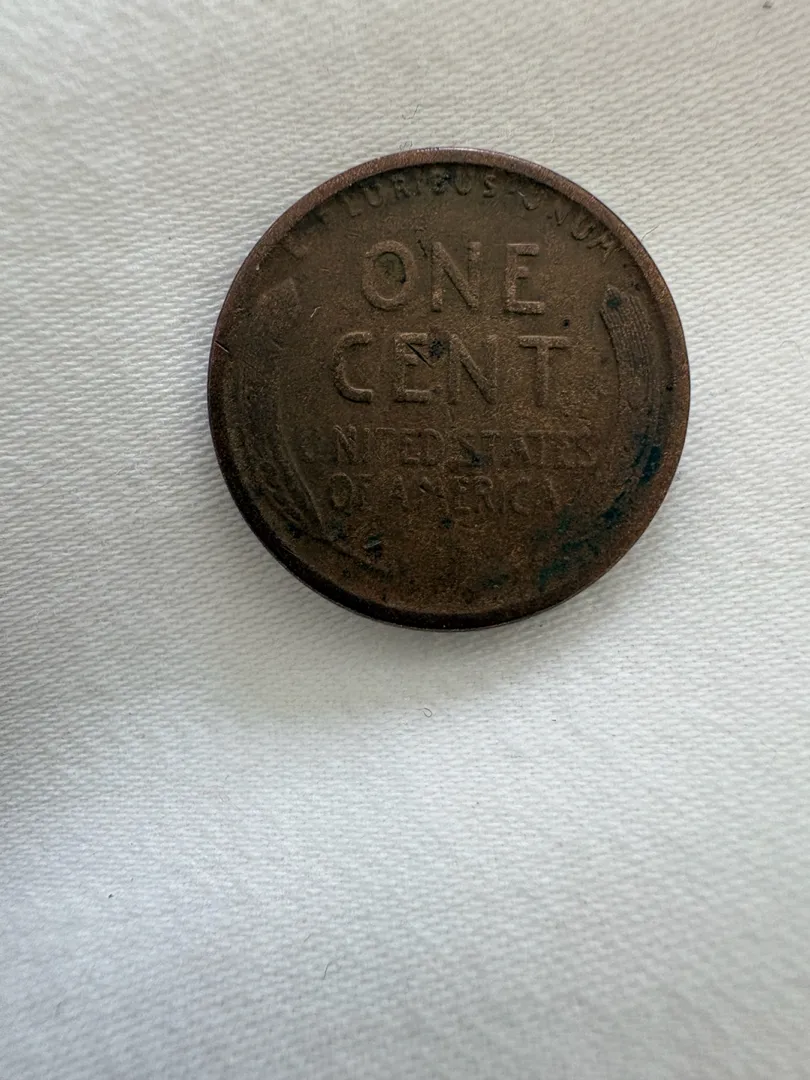 E PLURIBUS UNUM
ONE
CENT
UNITED STATES
OF AMERICA